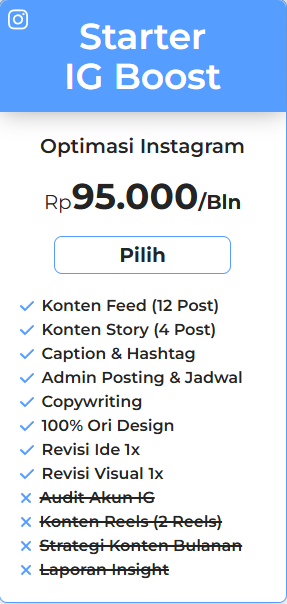 Starter
IG Boost
Optimasi Instagram
Rp95.000/Bln
Pilih
Konten Feed (12 Post)
Konten Story (4 Post)
Caption & Hashtag
Admin Posting & Jadwal
Copywriting
100% Ori Design
Revisi Ide 1x
Revisi Visual 1x
Audit Akun IG
Konten Reels (2 Reels)
Strategi Konten Bulanan
Laporan Insight